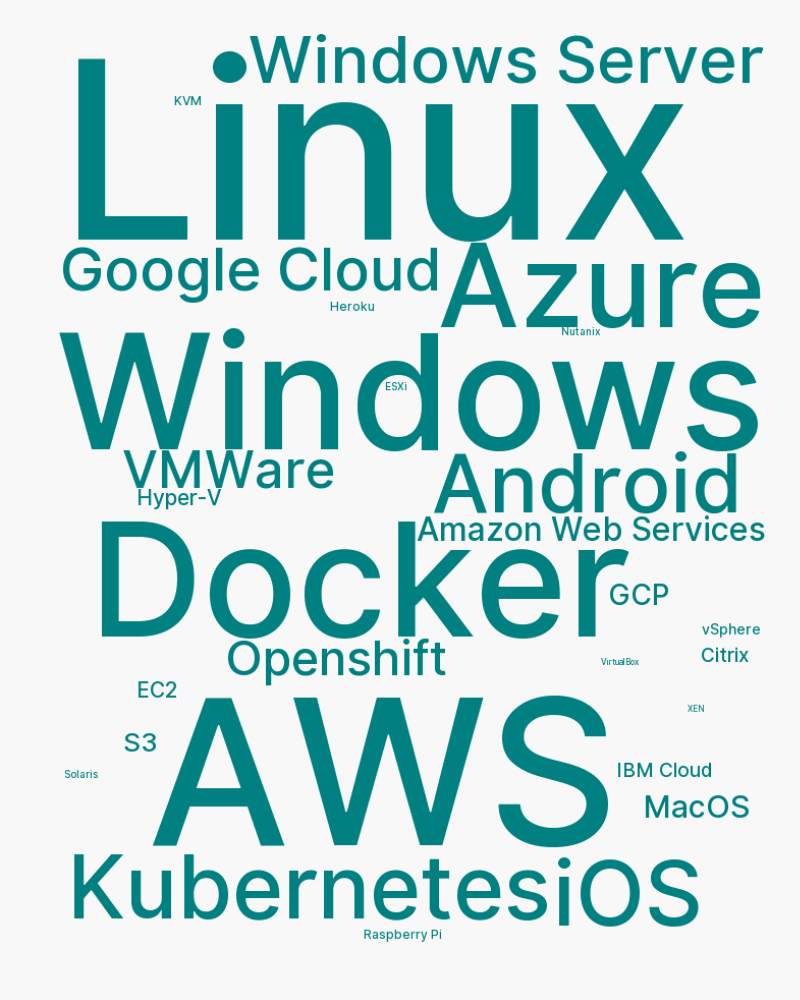 Windows Server
Linux
KVM
Google Cloud
Azure
Heroku
Nutanix
Windows
ESXi
VMWare
Android
Hyper-V
Amazon Web Services
Docker
GCP
vSphere
Openshift
Citrix
VirtualBox
EC2
XEN
AWS
S3
IBM Cloud
Solaris
MacOS
Kubernetes
iOS
Raspberry Pi